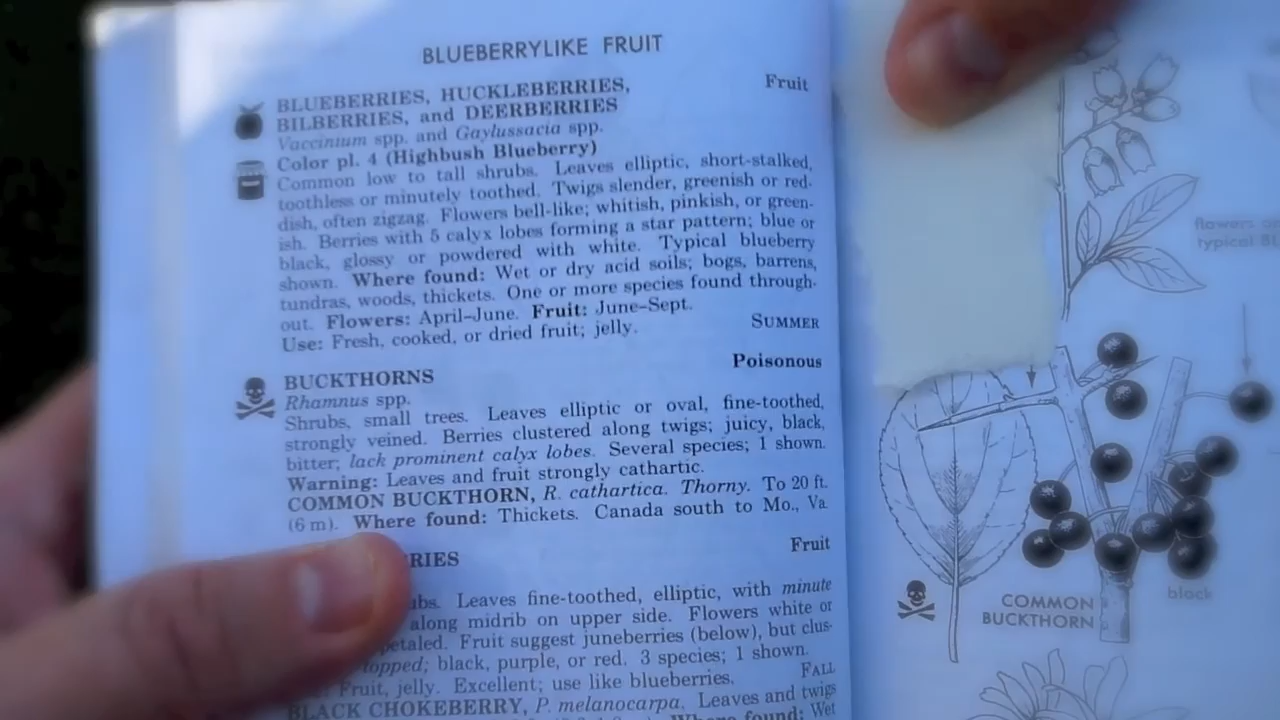 BLUEBERRYLIKE FRUIT
BLUEBERRIES, HUCKLEBERRIES, Fruit
BILBERRIES, and DEERBERRIES
Vaccinium spp. and Gaylussacia spp.
Color pl. 4 (Highbush Blueberry)
Common low to tall shrubs. Leaves elliptic, short-stalked,
toothless or minutely toothed. Twigs slender, greenish or red-
dish, often zigzag. Flowers bell-like; whitish, pinkish, or green-
ish. Berries with 5 calyx lobes forming a star pattern; blue or
black, glossy or powdered with white. Typical blueberry
shown. Where found: Wet or dry acid soils; bogs, barrens,
tundras, woods, thickets. One or more species found through-
out. Flowers: April–June. Fruit: June–Sept.
Use: Fresh, cooked, or dried fruit; jelly. SUMMER
BUCKTHORNS Poisonous
Rhamnus spp.
Shrubs, small trees. Leaves elliptic or oval, fine-toothed,
strongly veined. Berries clustered along twigs; juicy, black,
bitter; lack prominent calyx lobes. Several species; 1 shown.
Warning: Leaves and fruit strongly cathartic.
COMMON BUCKTHORN, R. cathartica. Thorny. To 20 ft.
(6 m). Where found: Thickets. Canada south to Mo., Va.
RIES Fruit
ubs. Leaves fine-toothed, elliptic, with minute
along midrib on upper side. Flowers white or
petaled. Fruit suggest juneberries (below), but clus-
topped; black, purple, or red. 3 species; 1 shown.
Fruit, jelly. Excellent; use like blueberries. FALL
BLACK CHOKEBERRY, P. melanocarpa. Leaves and twigs
Where found: Wet
flowers
typical
black
COMMON
BUCKTHORN